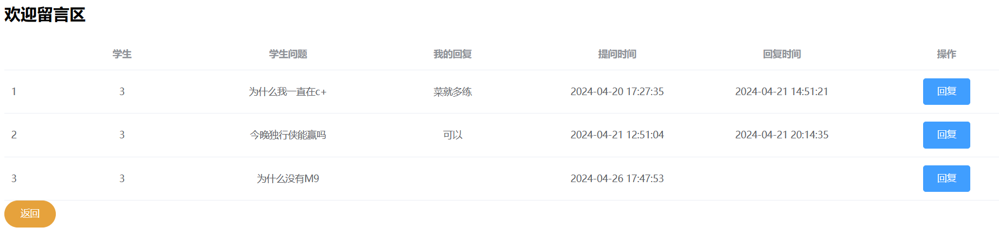 欢迎留言区
学生 学生问题 我的回复 提问时间 回复时间 操作
1 3 为什么我一直在c+ 菜就多练 2024-04-20 17:27:35 2024-04-21 14:51:21 回复
2 3 今晚独行侠能赢吗 可以 2024-04-21 12:51:04 2024-04-21 20:14:35 回复
3 3 为什么没有M9 2024-04-26 17:47:53 回复
返回